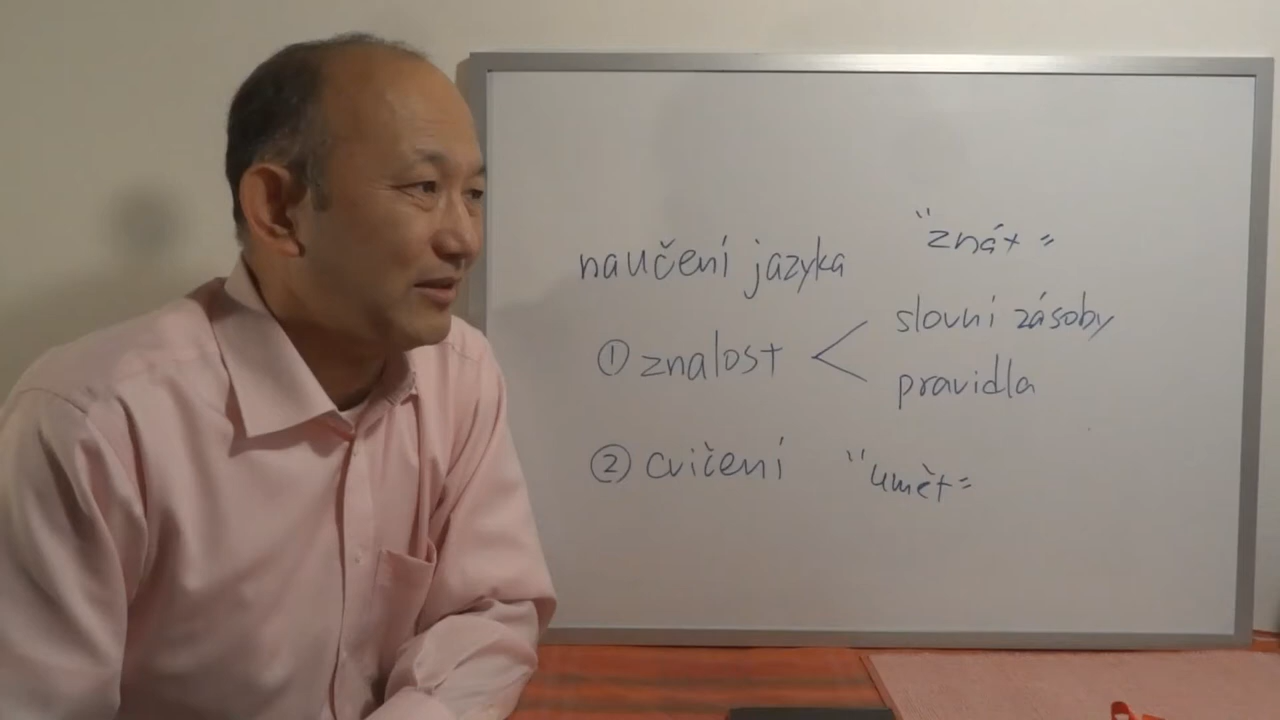 naučení jazyka
"znát"
① znalost < slovní zásoby
pravidla
② cvičení "umět"